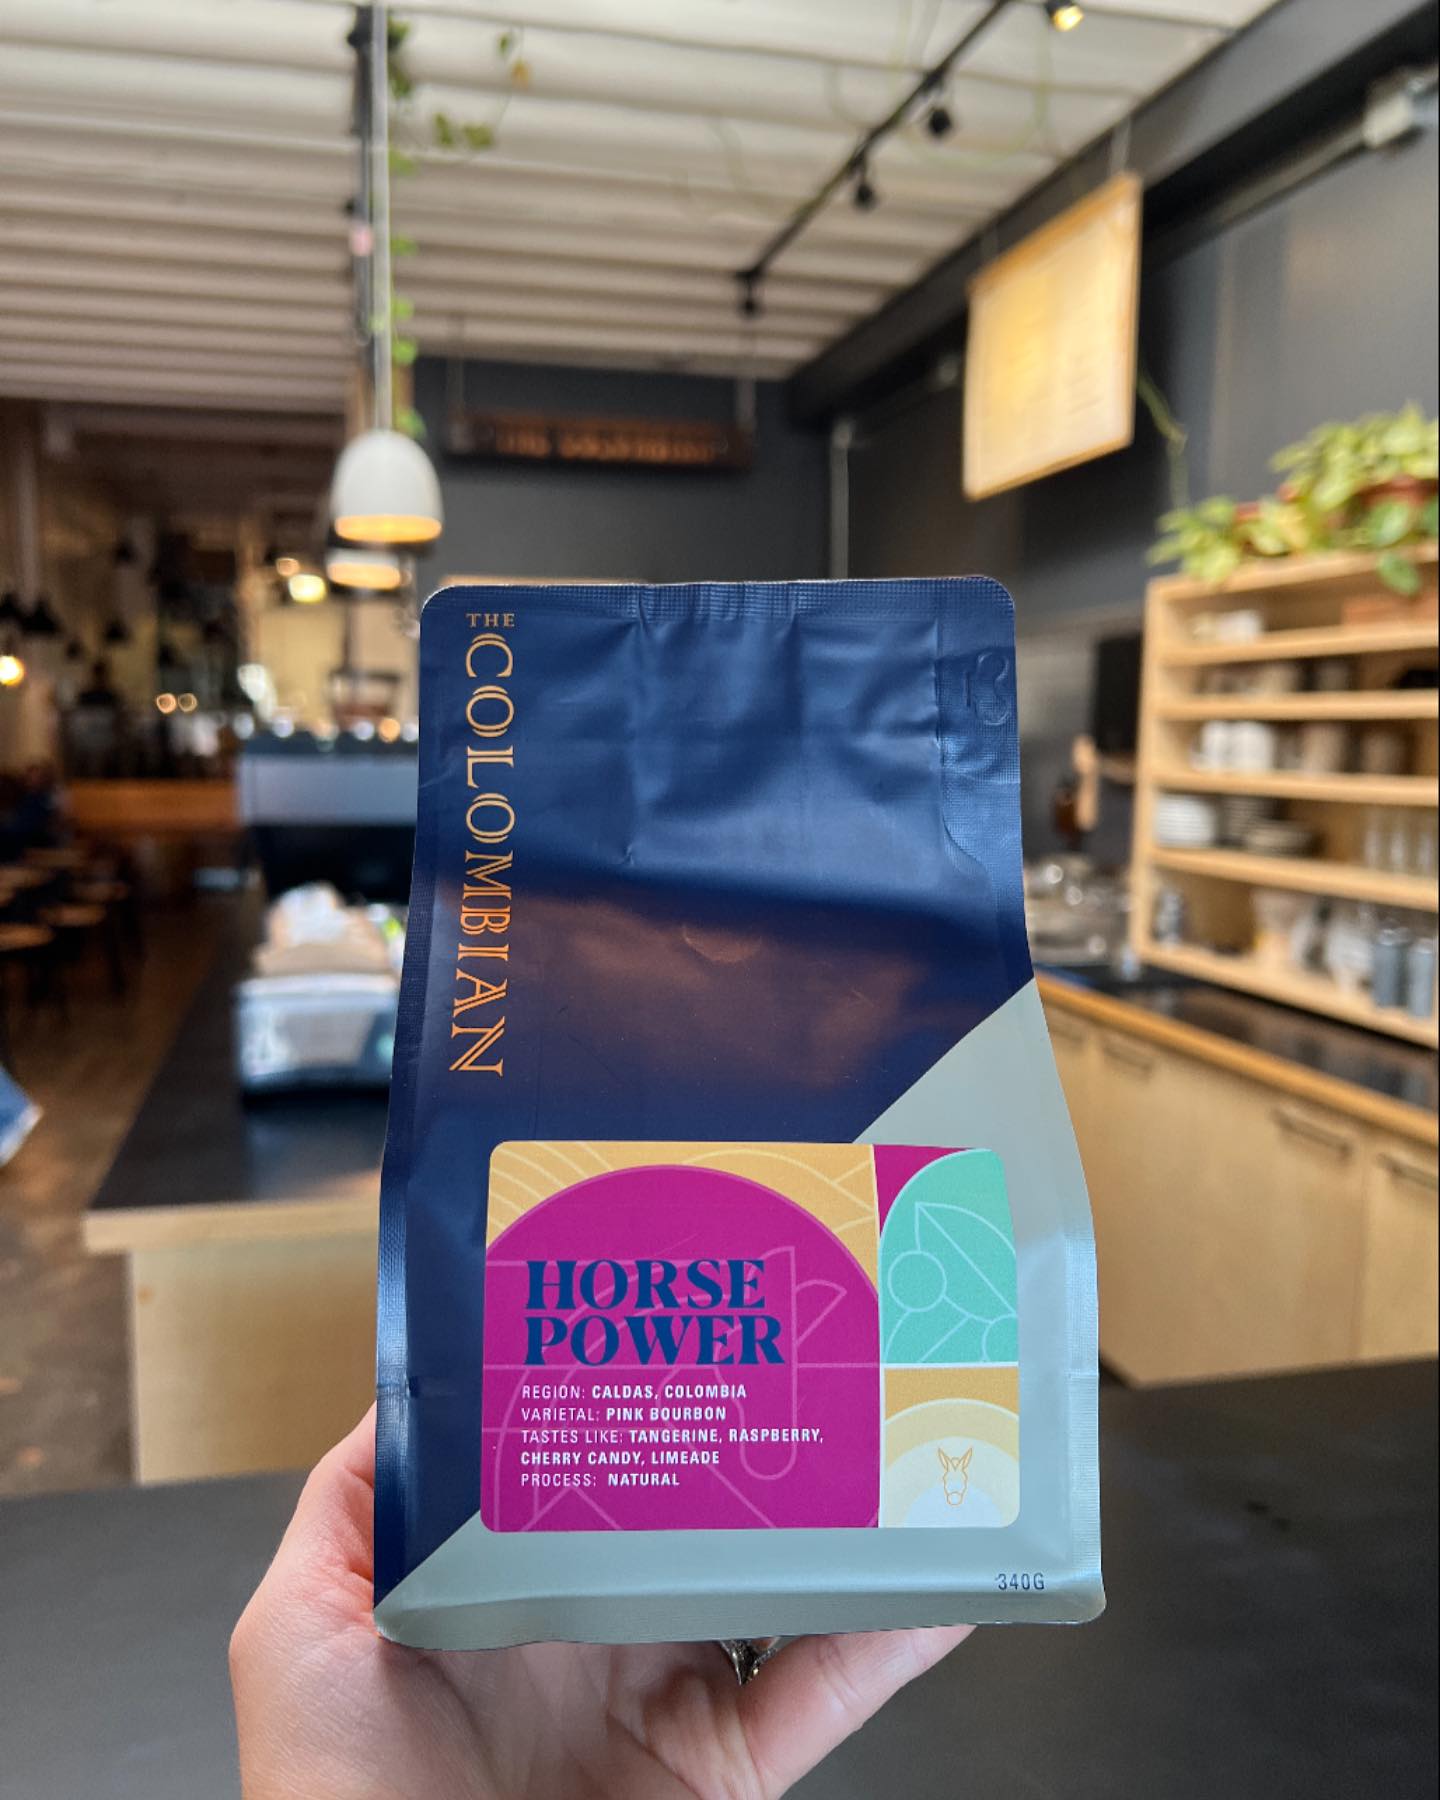 THE
COLOMBIAN
HORSE
POWER
REGION: CALDAS, COLOMBIA
VARIETAL: PINK BOURBON
TASTES LIKE: TANGERINE, RASPBERRY,
CHERRY CANDY, LIMEADE
PROCESS: NATURAL
340G